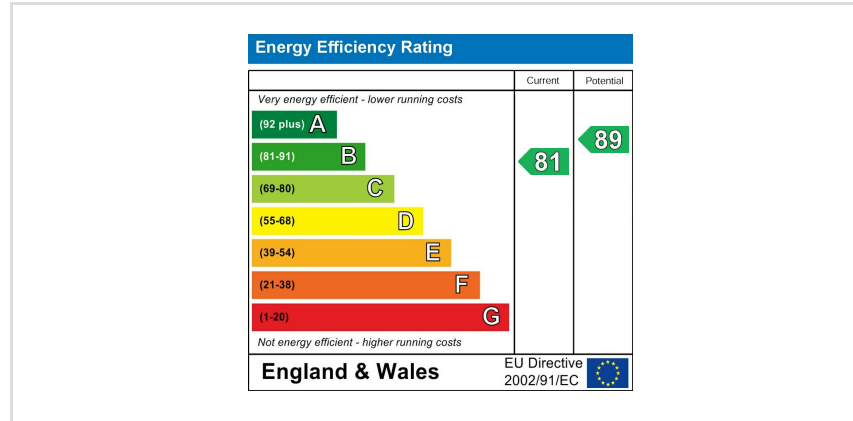 Energy Efficiency Rating
Current Potential
Very energy efficient - lower running costs
(92 plus) A
(81-91) B
(69-80) C
(55-68) D
(39-54) E
(21-38) F
(1-20) G
81
89
Not energy efficient - higher running costs
England & Wales
EU Directive
2002/91/EC